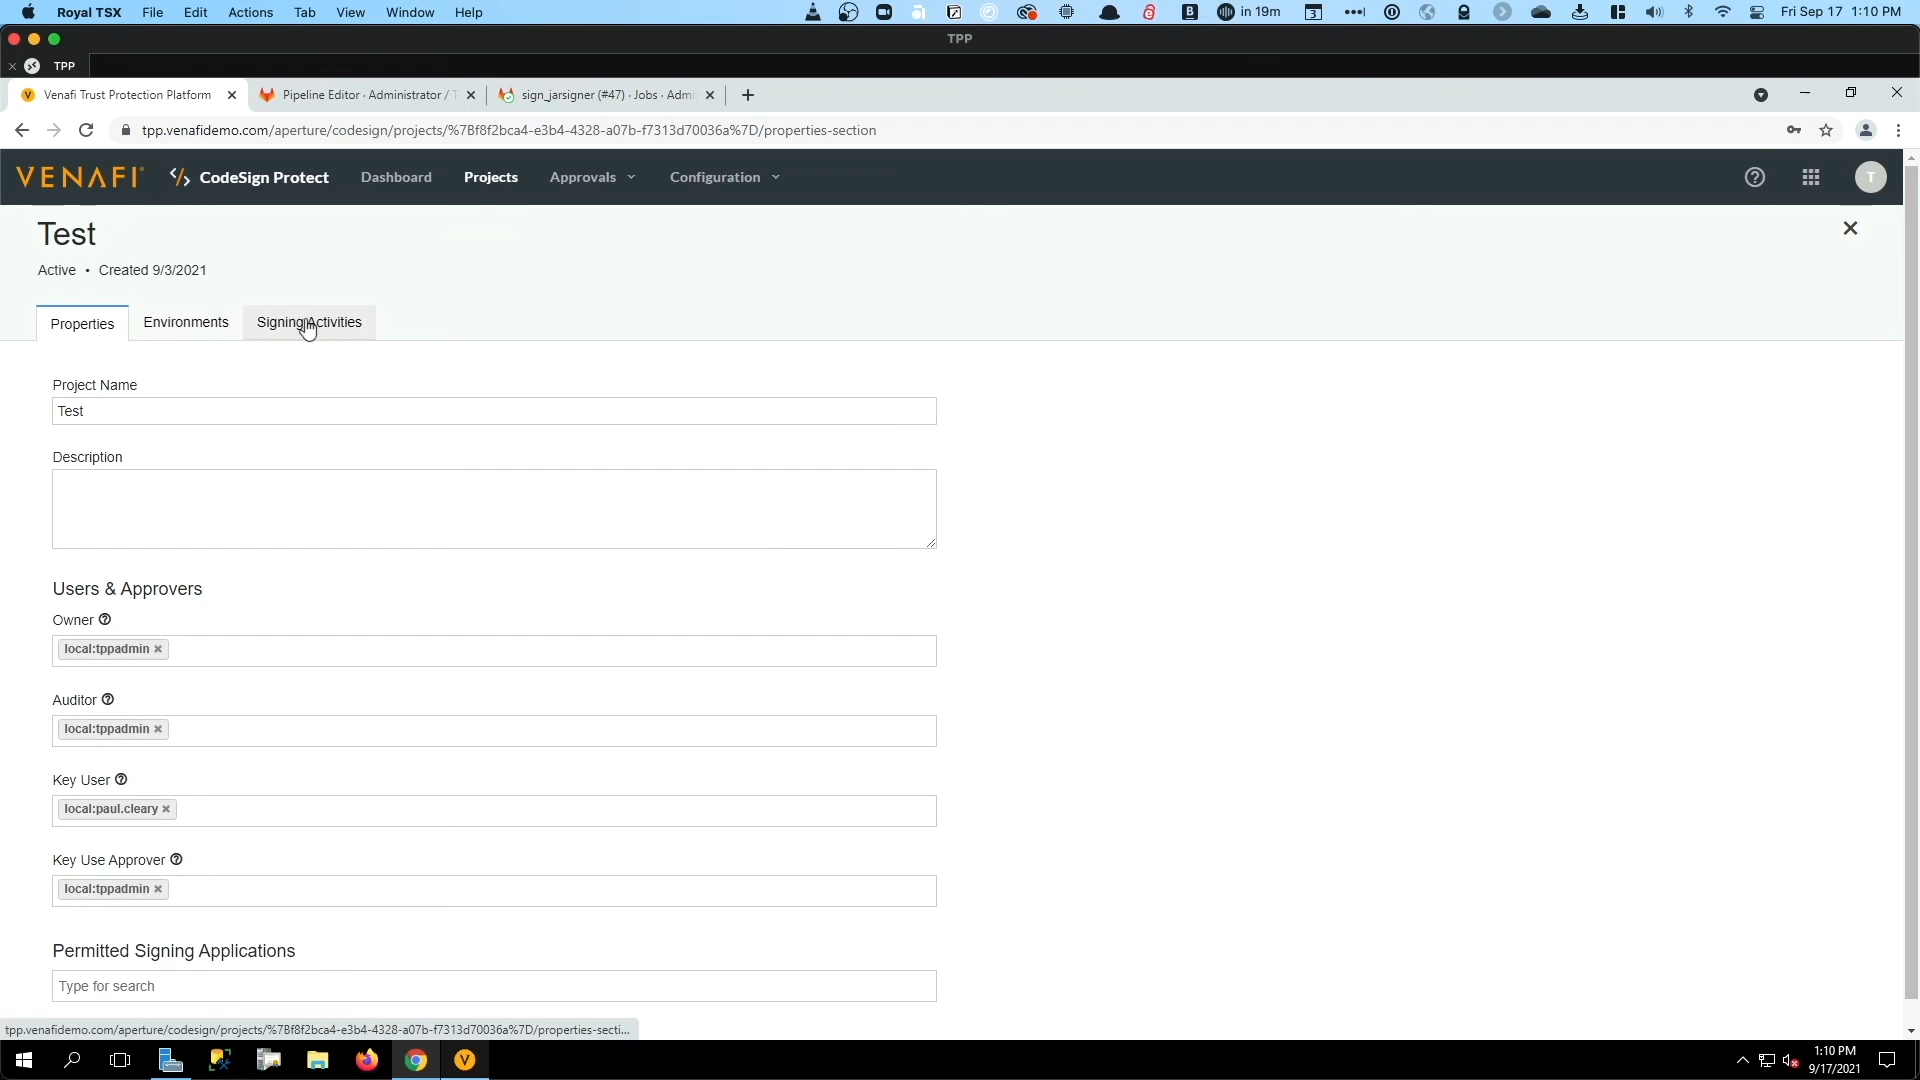 Royal TSX File Edit Actions Tab View Window Help in 19m 3 Fri Sep 17 1:10 PM
TPP
TPP
Venafi Trust Protection Platform Pipeline Editor · Administrator / T sign_jarsigner (#47) · Jobs · Admi
tpp.venafidemo.com/aperture/codesign/projects/%7Bf8f2bca4-e3b4-4328-a07b-f7313d70036a%7D/properties-section
VENAFI CodeSign Protect Dashboard Projects Approvals Configuration T
Test
Active • Created 9/3/2021
Properties Environments Signing Activities
Project Name
Test
Description
Users & Approvers
Owner
local:tppadmin
Auditor
local:tppadmin
Key User
local:paul.cleary
Key Use Approver
local:tppadmin
Permitted Signing Applications
Type for search
tpp.venafidemo.com/aperture/codesign/projects/%7Bf8f2bca4-e3b4-4328-a07b-f7313d70036a%7D/properties-secti...
1:10 PM
9/17/2021